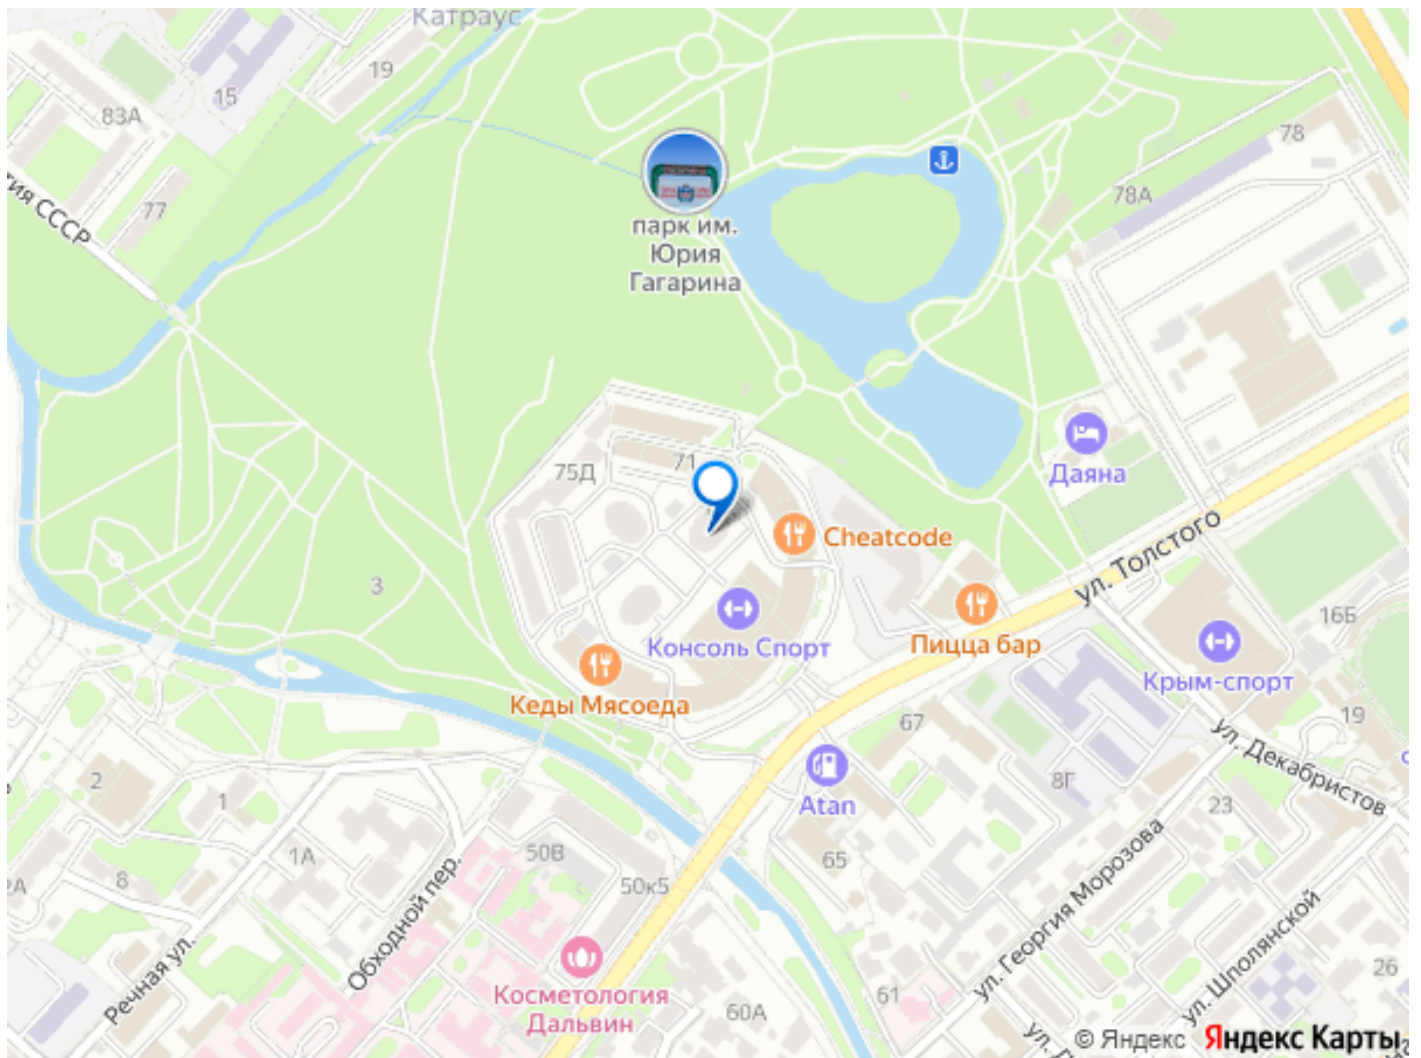 Катраус
19
15
83А
77
78
78А
парк им.
Юрия
Гагарина
75Д
71
Даяна
Cheatcode
ул. Толстого
3
Консоль Спорт
Пицца бар
16Б
Кеды Мясоеда
Крым-спорт
67
19
ул. Декабристов
2
1
Atan
8Г
23
1А
8
50В
65
50к5
Обходной пер.
ул. Георгия Морозова
Речная ул.
ул. Шполянской
26
Косметология
Дальвин
60А
61
© Яндекс Яндекс Карты